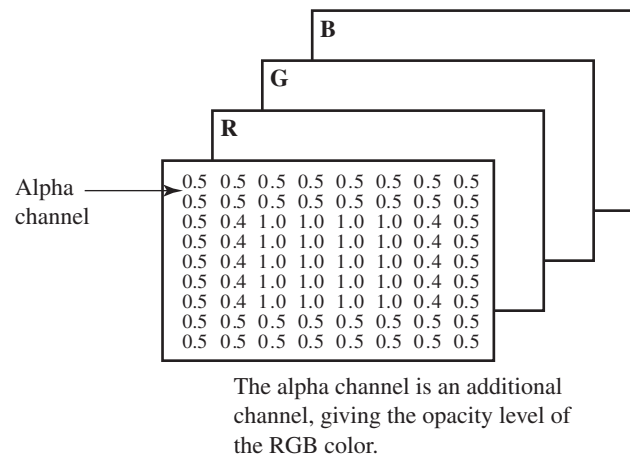 B
G
R
Alpha
channel
0.5 0.5 0.5 0.5 0.5 0.5 0.5 0.5
0.5 0.5 0.5 0.5 0.5 0.5 0.5 0.5
0.5 0.4 1.0 1.0 1.0 1.0 0.4 0.5
0.5 0.4 1.0 1.0 1.0 1.0 0.4 0.5
0.5 0.4 1.0 1.0 1.0 1.0 0.4 0.5
0.5 0.4 1.0 1.0 1.0 1.0 0.4 0.5
0.5 0.4 1.0 1.0 1.0 1.0 0.4 0.5
0.5 0.5 0.5 0.5 0.5 0.5 0.5 0.5
0.5 0.5 0.5 0.5 0.5 0.5 0.5 0.5
The alpha channel is an additional
channel, giving the opacity level of
the RGB color.